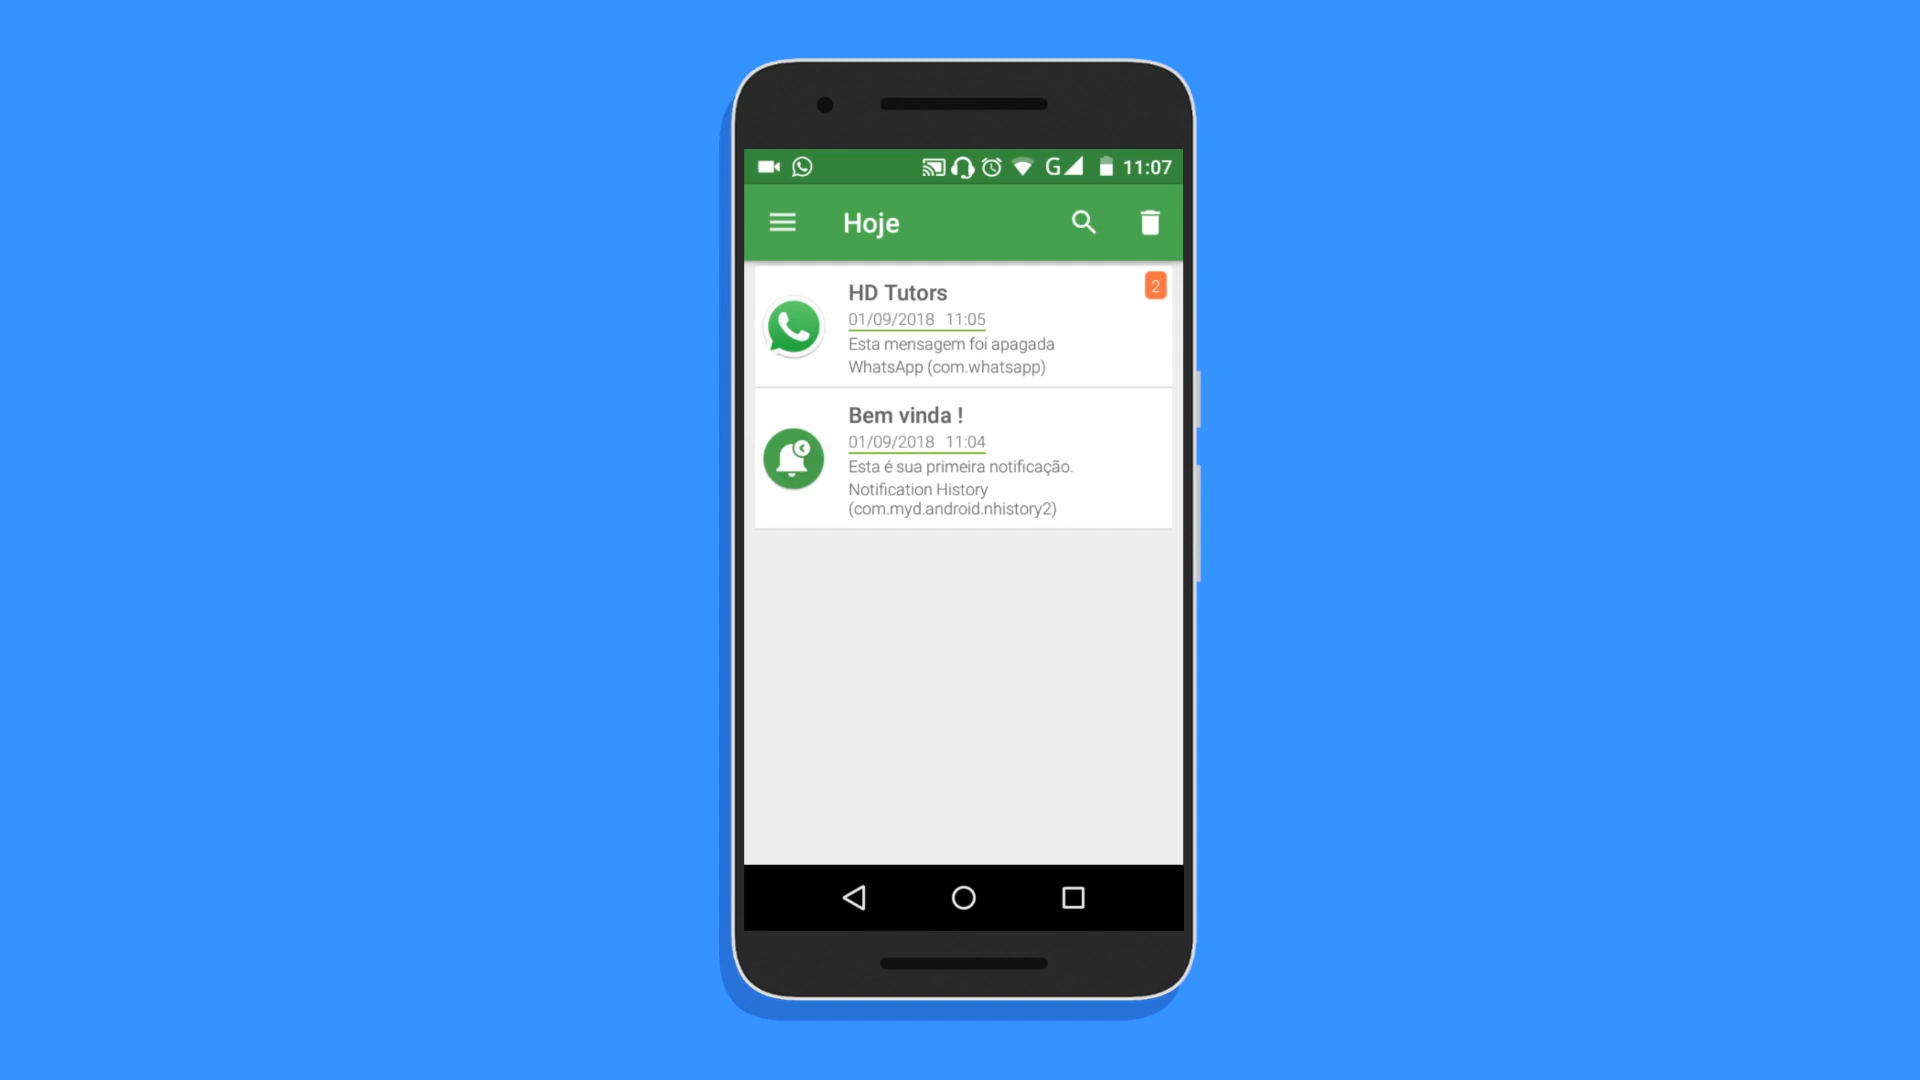 G 11:07
Hoje
HD Tutors
2
01/09/2018 11:05
Esta mensagem foi apagada
WhatsApp (com.whatsapp)
Bem vinda !
01/09/2018 11:04
Esta é sua primeira notificação.
Notification History
(com.myd.android.nhistory2)